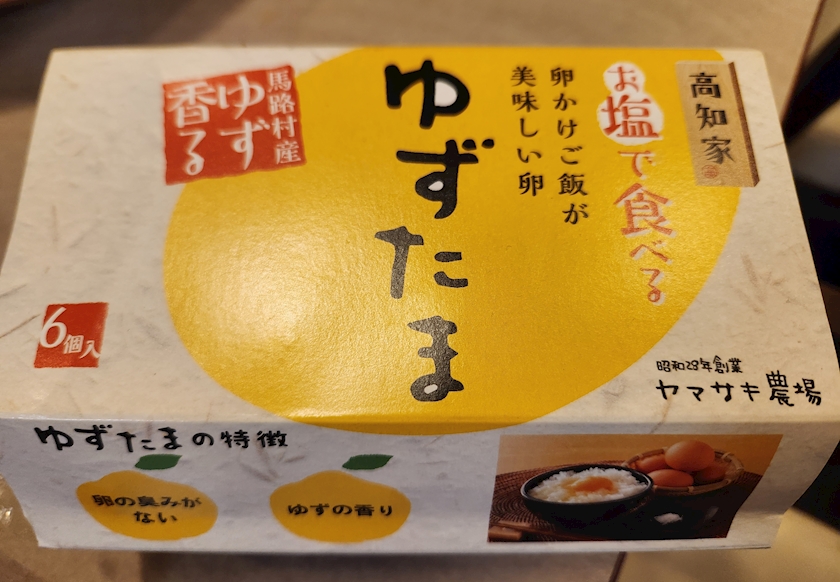 高知家
お塩で食べる
卵かけご飯が
美味しい卵
ゆずたま
馬路村産
ゆず
香る
6個入
昭和28年創業
ヤマサキ農場
ゆずたまの特徴
卵の臭みが
ない
ゆずの香り